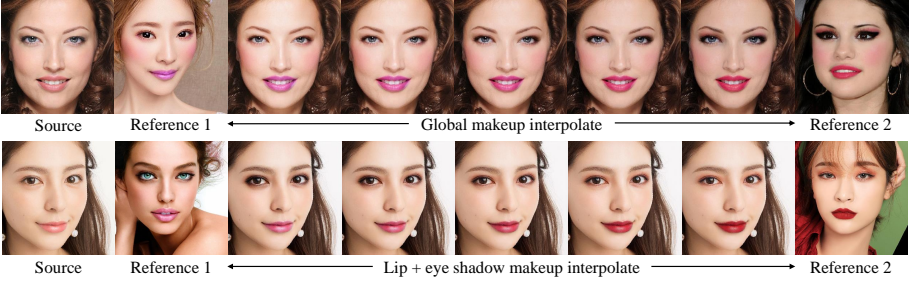 Source Reference 1 Global makeup interpolate Reference 2
Source Reference 1 Lip + eye shadow makeup interpolate Reference 2